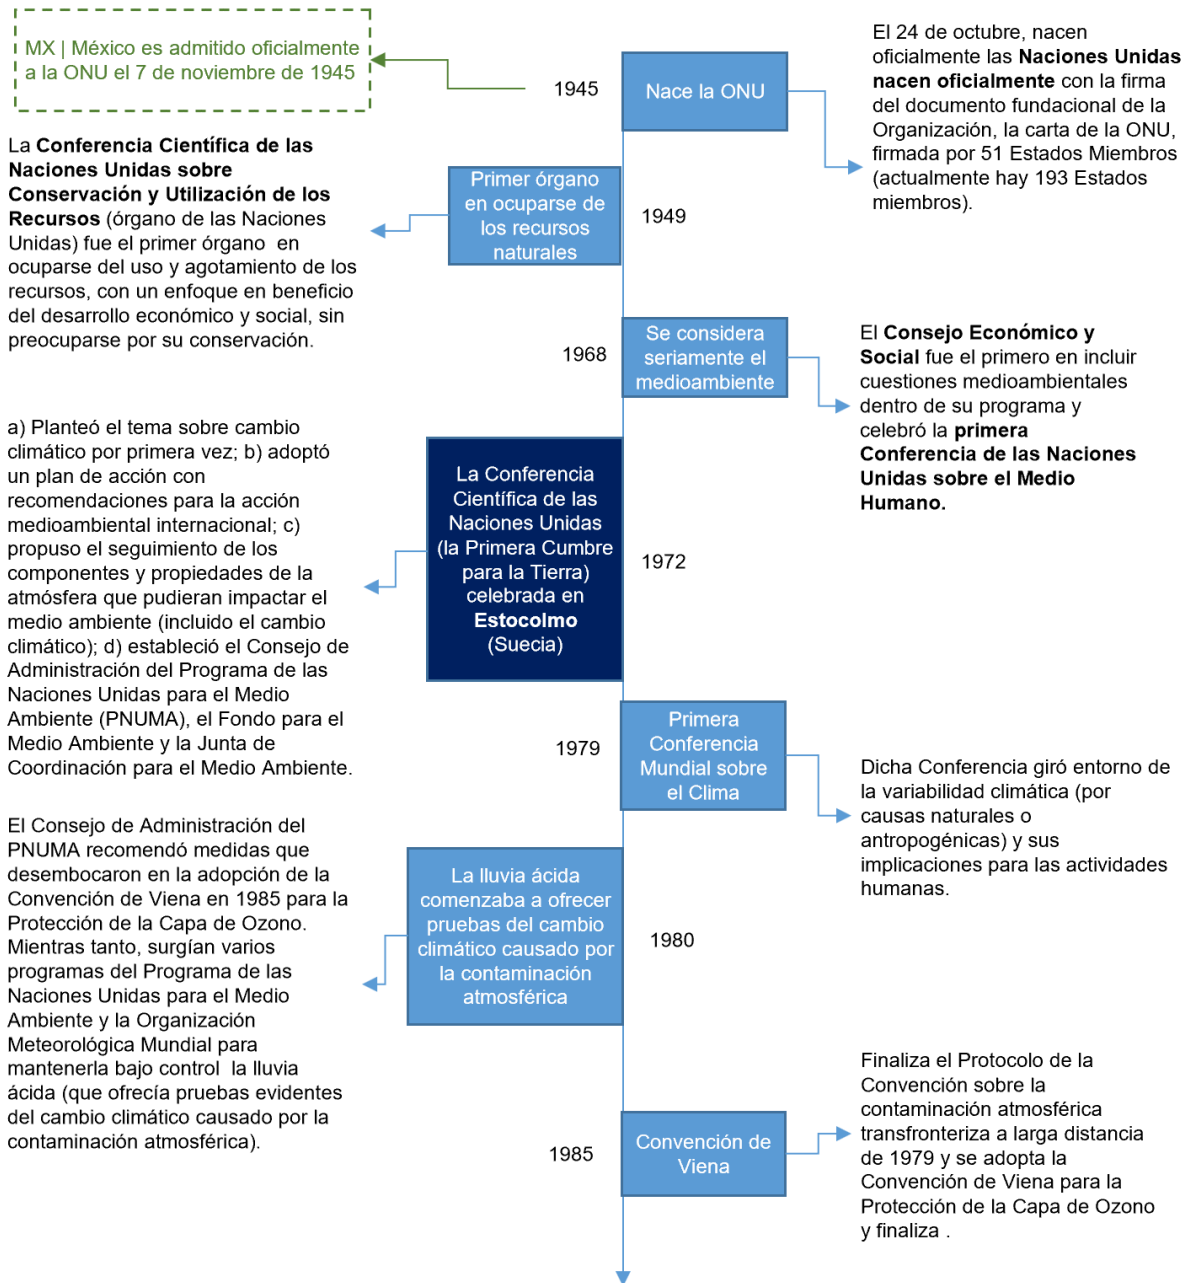 MX | México es admitido oficialmente
a la ONU el 7 de noviembre de 1945
1945
Nace la ONU
El 24 de octubre, nacen
oficialmente las Naciones Unidas
nacen oficialmente con la firma
del documento fundacional de la
Organización, la carta de la ONU,
firmada por 51 Estados Miembros
(actualmente hay 193 Estados
miembros).
La Conferencia Científica de las
Naciones Unidas sobre
Conservación y Utilización de los
Recursos (órgano de las Naciones
Unidas) fue el primer órgano  en
ocuparse del uso y agotamiento de los
recursos, con un enfoque en beneficio
del desarrollo económico y social, sin
preocuparse por su conservación.
Primer órgano
en ocuparse de
los recursos
naturales
1949
1968
Se considera
seriamente el
medioambiente
El Consejo Económico y
Social fue el primero en incluir
cuestiones medioambientales
dentro de su programa y
celebró la primera
Conferencia de las Naciones
Unidas sobre el Medio
Humano.
a) Planteó el tema sobre cambio
climático por primera vez; b) adoptó
un plan de acción con
recomendaciones para la acción
medioambiental internacional; c)
propuso el seguimiento de los
componentes y propiedades de la
atmósfera que pudieran impactar el
medio ambiente (incluido el cambio
climático); d) estableció el Consejo de
Administración del Programa de las
Naciones Unidas para el Medio
Ambiente (PNUMA), el Fondo para el
Medio Ambiente y la Junta de
Coordinación para el Medio Ambiente.
La Conferencia
Científica de las
Naciones Unidas
(la Primera Cumbre
para la Tierra)
celebrada en
Estocolmo
(Suecia)
1972
1979
Primera
Conferencia
Mundial sobre
el Clima
Dicha Conferencia giró entorno de
la variabilidad climática (por
causas naturales o
antropogénicas) y sus
implicaciones para las actividades
humanas.
El Consejo de Administración del
PNUMA recomendó medidas que
desembocaron en la adopción de la
Convención de Viena en 1985 para la
Protección de la Capa de Ozono.
Mientras tanto, surgían varios
programas del Programa de las
Naciones Unidas para el Medio
Ambiente y la Organización
Meteorológica Mundial para
mantenerla bajo control  la lluvia
ácida (que ofrecía pruebas evidentes
del cambio climático causado por la
contaminación atmosférica).
La lluvia ácida
comenzaba a ofrecer
pruebas del cambio
climático causado por
la contaminación
atmosférica
1980
1985
Convención de
Viena
Finaliza el Protocolo de la
Convención sobre la
contaminación atmosférica
transfronteriza a larga distancia
de 1979 y se adopta la
Convención de Viena para la
Protección de la Capa de Ozono
y finaliza .